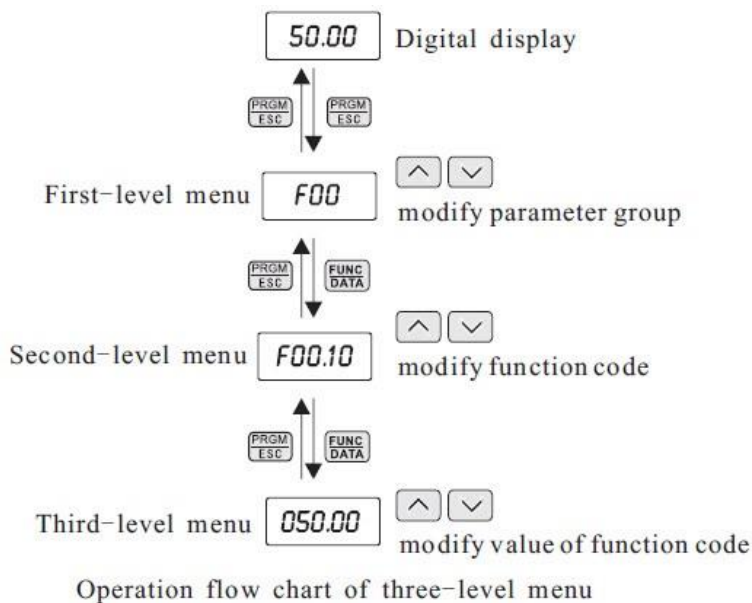 50.00 Digital display
PRGM
ESC
PRGM
ESC
First-level menu F00
modify parameter group
PRGM
ESC
FUNC
DATA
Second-level menu F00.10
modify function code
PRGM
ESC
FUNC
DATA
Third-level menu 050.00
modify value of function code
Operation flow chart of three-level menu